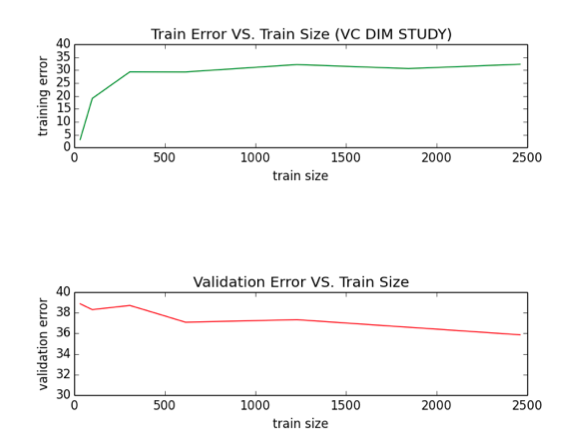 Train Error VS. Train Size (VC DIM STUDY)
40
35
30
25
20
15
10
5
0
training error
0 500 1000 1500 2000 2500
train size
Validation Error VS. Train Size
40
38
36
34
32
30
validation error
0 500 1000 1500 2000 2500
train size